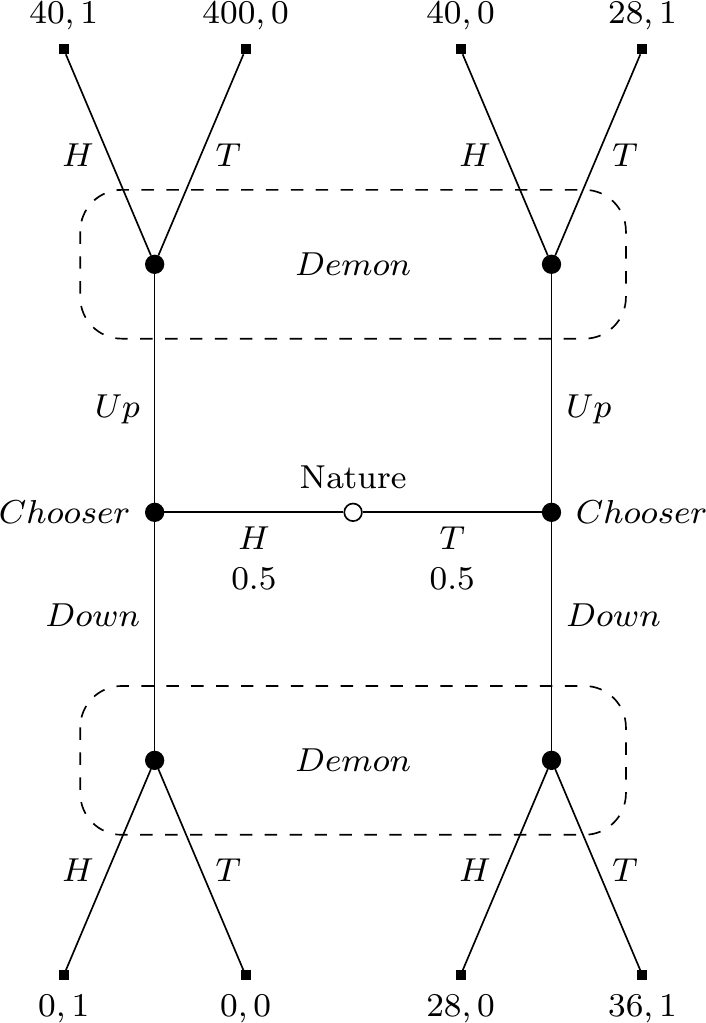 40, 1 400, 0 40, 0 28, 1
H T H T
Demon
Up Up
Nature
Chooser Chooser
H T
0.5 0.5
Down Down
Demon
H T H T
0, 1 0, 0 28, 0 36, 1